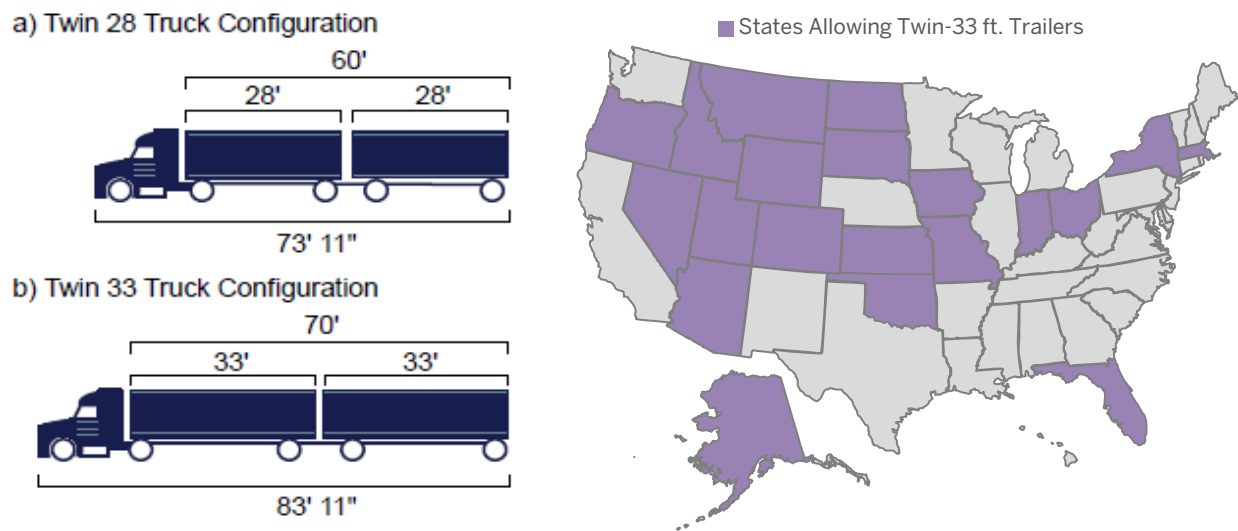 a) Twin 28 Truck Configuration
60'
28' 28'
73' 11"
b) Twin 33 Truck Configuration
70'
33' 33'
83' 11"
States Allowing Twin-33 ft. Trailers